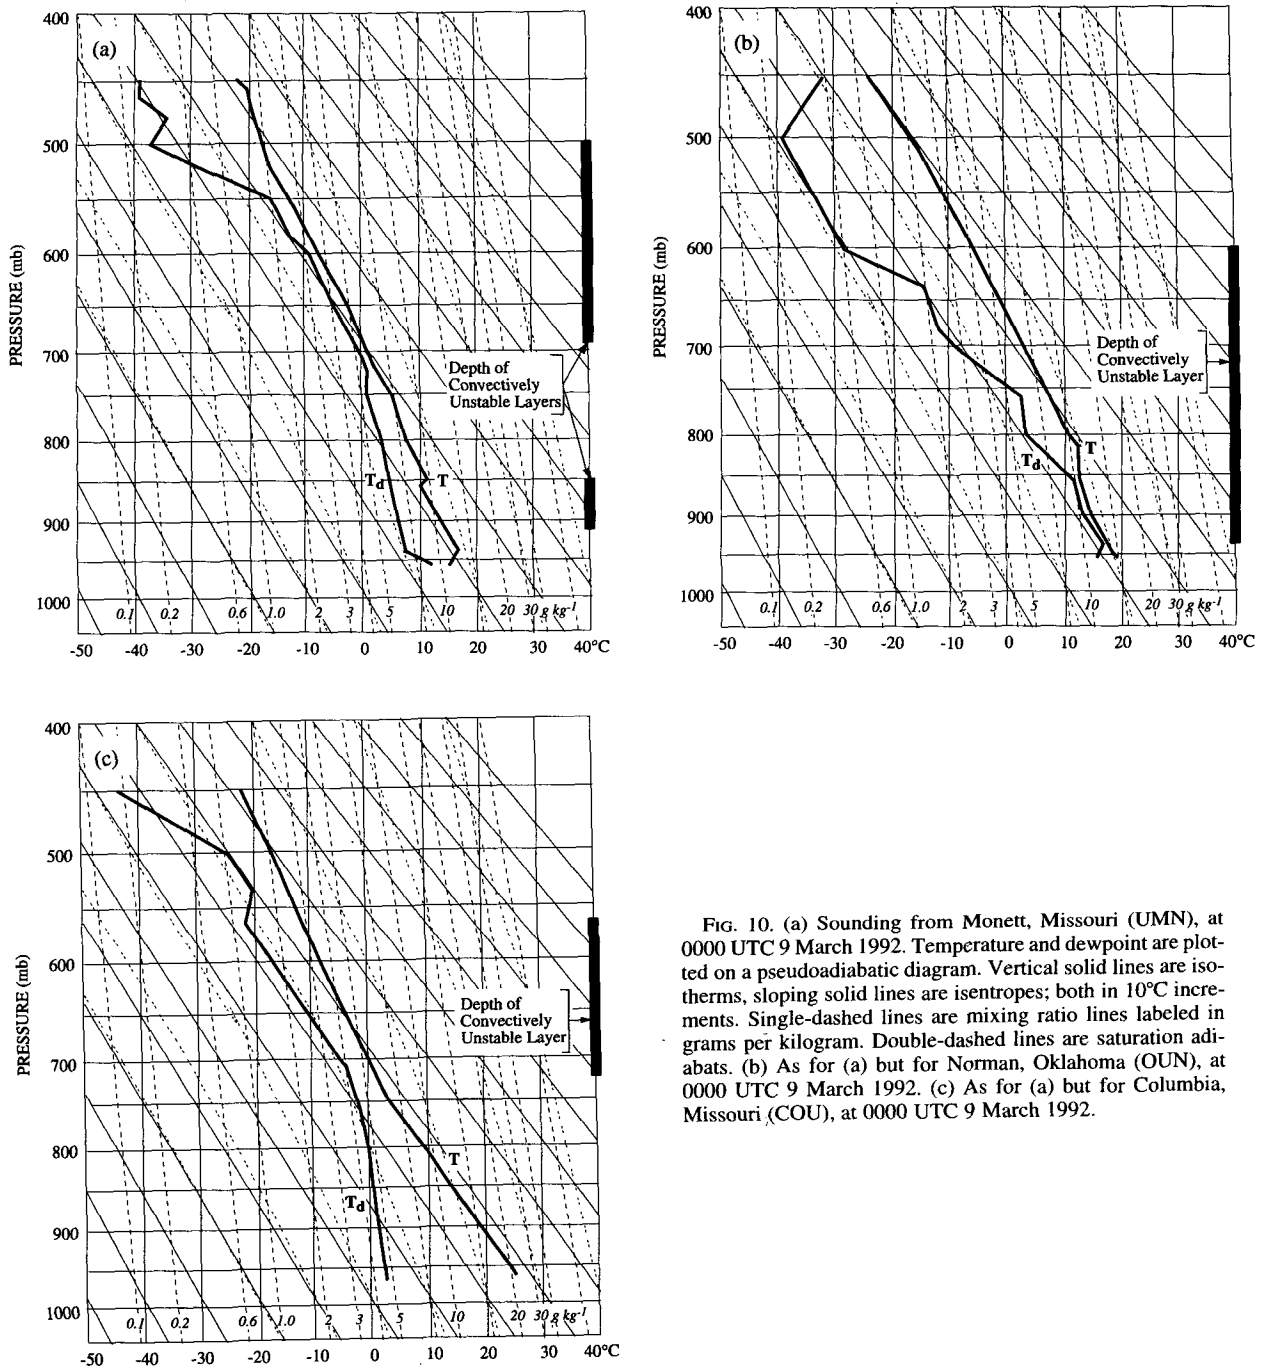 (a)
400
500
600
700
800
900
1000
PRESSURE (mb)
Depth of
Convectively
Unstable Layers
Td
T
0.1 0.2 0.6 1.0 2 3 5 10 20 30 g kg-1
-50 -40 -30 -20 -10 0 10 20 30 40°C
(b)
400
500
600
700
800
900
1000
PRESSURE (mb)
Depth of
Convectively
Unstable Layer
T
Td
0.1 0.2 0.6 1.0 2 3 5 10 20 30 g kg-1
-50 -40 -30 -20 -10 0 10 20 30 40°C
(c)
400
500
600
700
800
900
1000
PRESSURE (mb)
Depth of
Convectively
Unstable Layer
T
Td
0.1 0.2 0.6 1.0 2 3 5 10 20 30 g kg-1
-50 -40 -30 -20 -10 0 10 20 30 40°C
FIG. 10. (a) Sounding from Monett, Missouri (UMN), at
0000 UTC 9 March 1992. Temperature and dewpoint are plot-
ted on a pseudoadiabatic diagram. Vertical solid lines are iso-
therms, sloping solid lines are isentropes; both in 10°C incre-
ments. Single-dashed lines are mixing ratio lines labeled in
grams per kilogram. Double-dashed lines are saturation adi-
abats. (b) As for (a) but for Norman, Oklahoma (OUN), at
0000 UTC 9 March 1992. (c) As for (a) but for Columbia,
Missouri (COU), at 0000 UTC 9 March 1992.